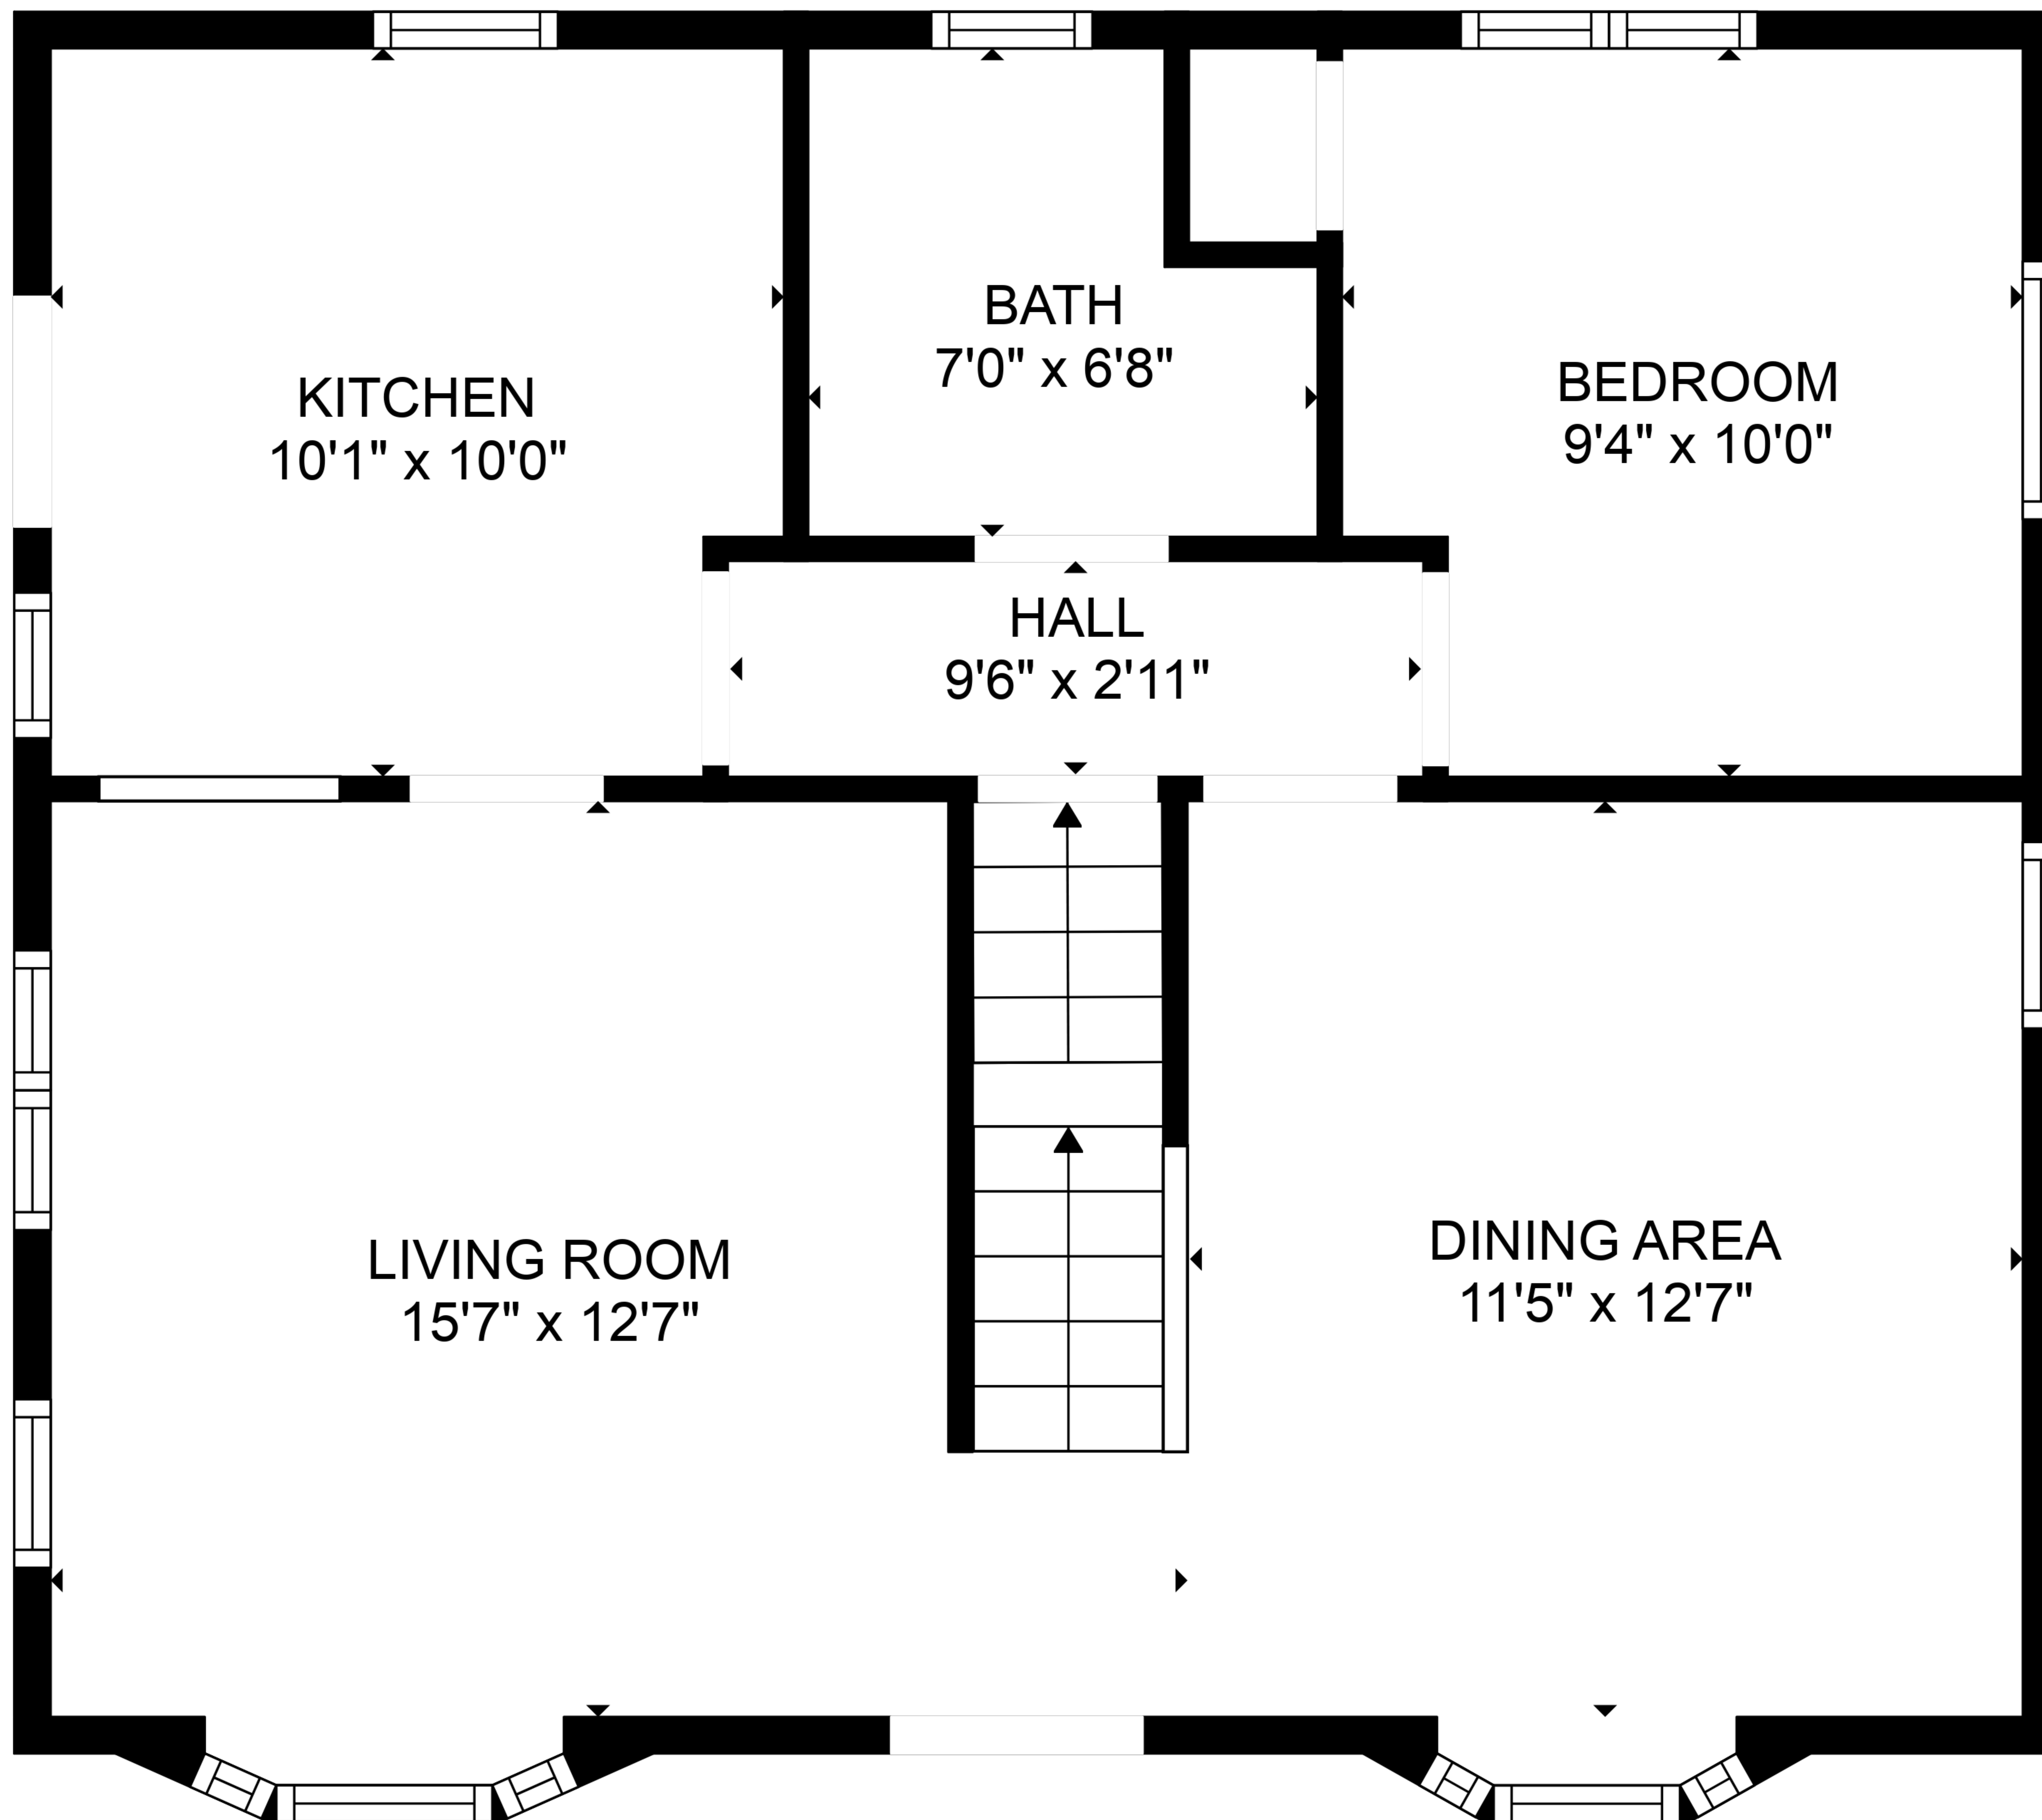 BATH
7'0" x 6'8"
KITCHEN
10'1" x 10'0"
BEDROOM
9'4" x 10'0"
HALL
9'6" x 2'11"
LIVING ROOM
15'7" x 12'7"
DINING AREA
11'5" x 12'7"